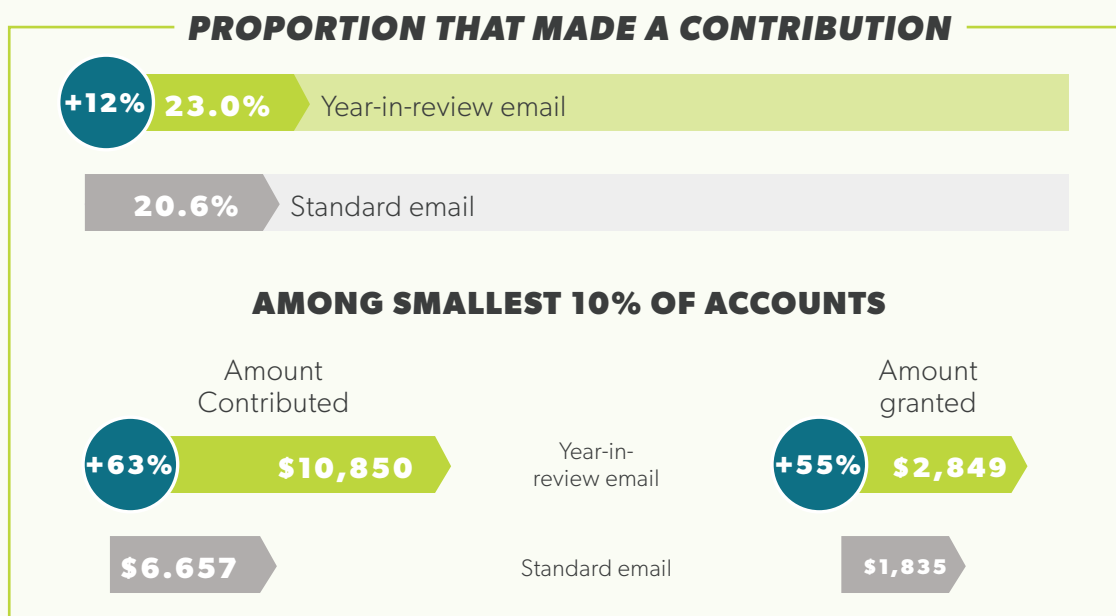 PROPORTION THAT MADE A CONTRIBUTION
+12% 23.0% Year-in-review email
20.6% Standard email
AMONG SMALLEST 10% OF ACCOUNTS
Amount
Contributed
Amount
granted
+63% $10,850
Year-in-
review email
+55% $2,849
$6.657 Standard email $1,835